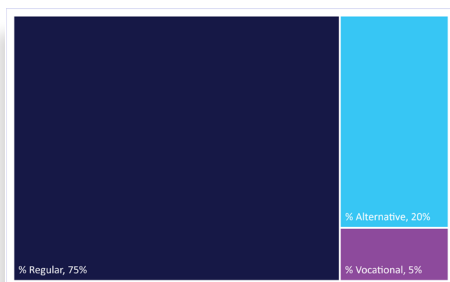 % Regular, 75%
% Alternative, 20%
% Vocational, 5%